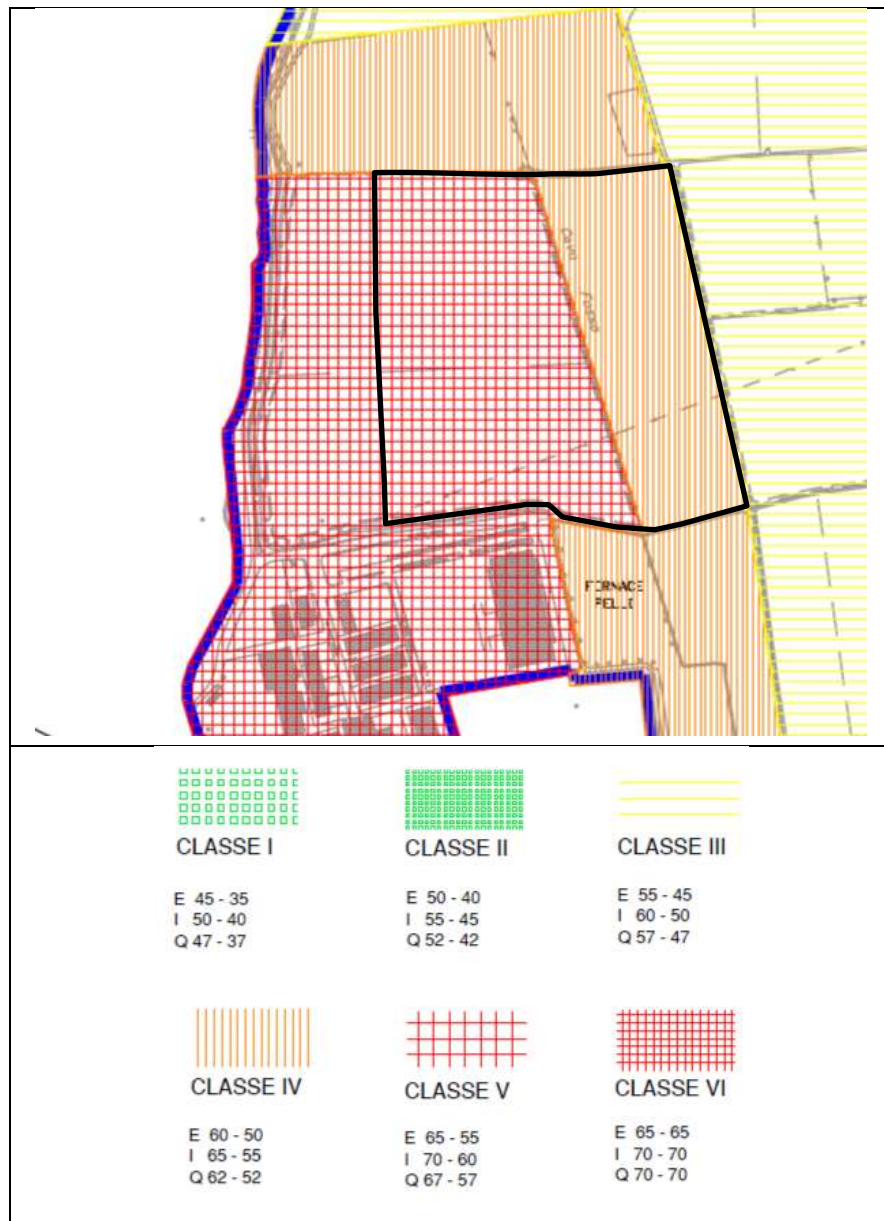 Cavo
Fosso
FORNACE
CLASSE I
E 45 - 35
I 50 - 40
Q 47 - 37
CLASSE II
E 50 - 40
I 55 - 45
Q 52 - 42
CLASSE III
E 55 - 45
I 60 - 50
Q 57 - 47
CLASSE IV
E 60 - 50
I 65 - 55
Q 62 - 52
CLASSE V
E 65 - 55
I 70 - 60
Q 67 - 57
CLASSE VI
E 65 - 65
I 70 - 70
Q 70 - 70